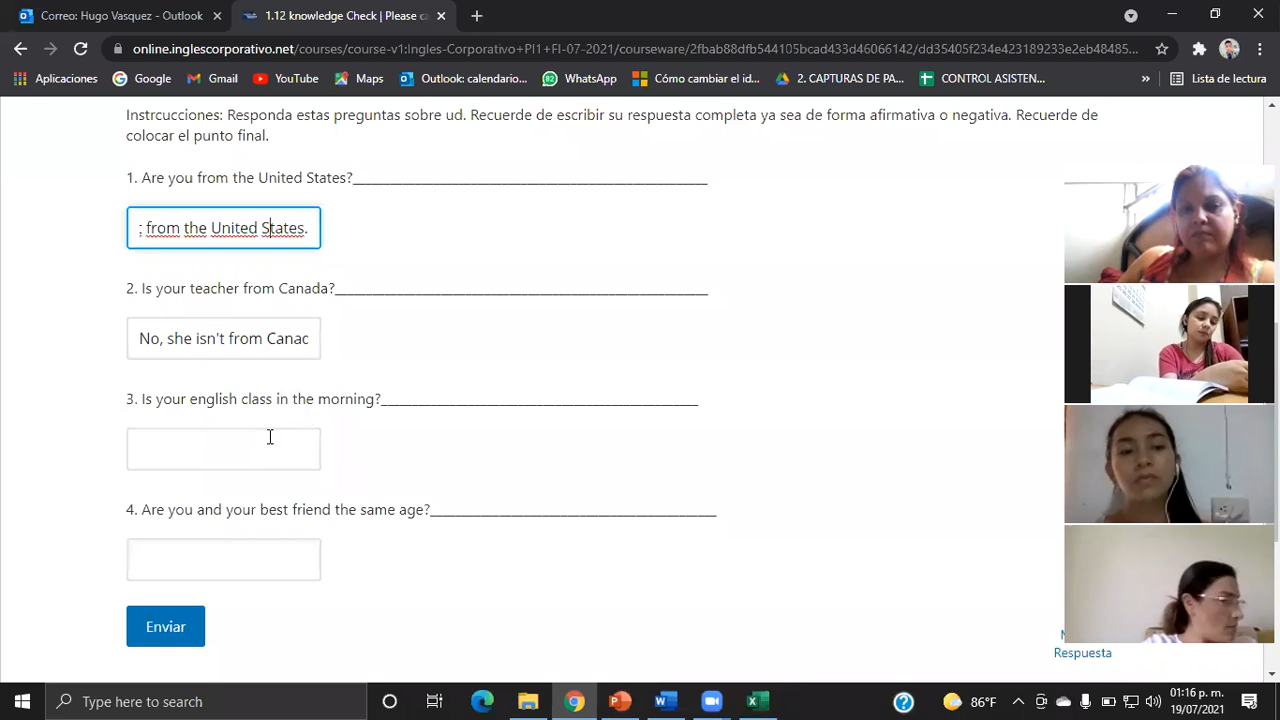 Correo: Hugo Vasquez - Outlook
1.12 knowledge Check | Please ca
online.inglescorporativo.net/courses/course-v1:Ingles-Corporativo+PI1+FI-07-2021/courseware/2fbab88dfb544105bcad433d46066142/dd35405f234e423189233e2eb48485...
Aplicaciones Google Gmail YouTube Maps Outlook: calendario... WhatsApp Cómo cambiar el id... 2. CAPTURAS DE PA... CONTROL ASISTEN... » Lista de lectura
Instrcucciones: Responda estas preguntas sobre ud. Recuerde de escribir su respuesta completa ya sea de forma afirmativa o negativa. Recuerde de
colocar el punto final.
1. Are you from the United States?
from the United States.
2. Is your teacher from Canada?
No, she isn't from Canac
3. Is your english class in the morning?
4. Are you and your best friend the same age?
Enviar
Respuesta
Type here to search
86°F
01:16 p. m.
19/07/2021